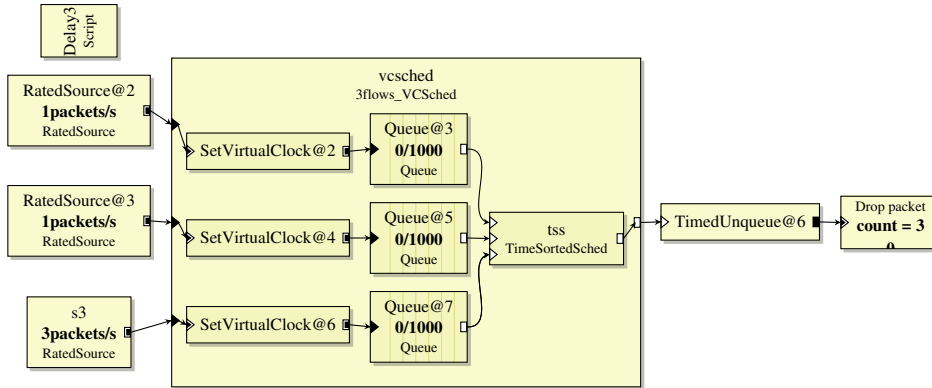 Delay3
Script
RatedSource@2
1packets/s
RatedSource
RatedSource@3
1packets/s
RatedSource
s3
3packets/s
RatedSource
vcsched
3flows_VCSched
SetVirtualClock@2
Queue@3
0/1000
Queue
SetVirtualClock@4
Queue@5
0/1000
Queue
SetVirtualClock@6
Queue@7
0/1000
Queue
tss
TimeSortedSched
TimedUnqueue@6
Drop packet
count = 3